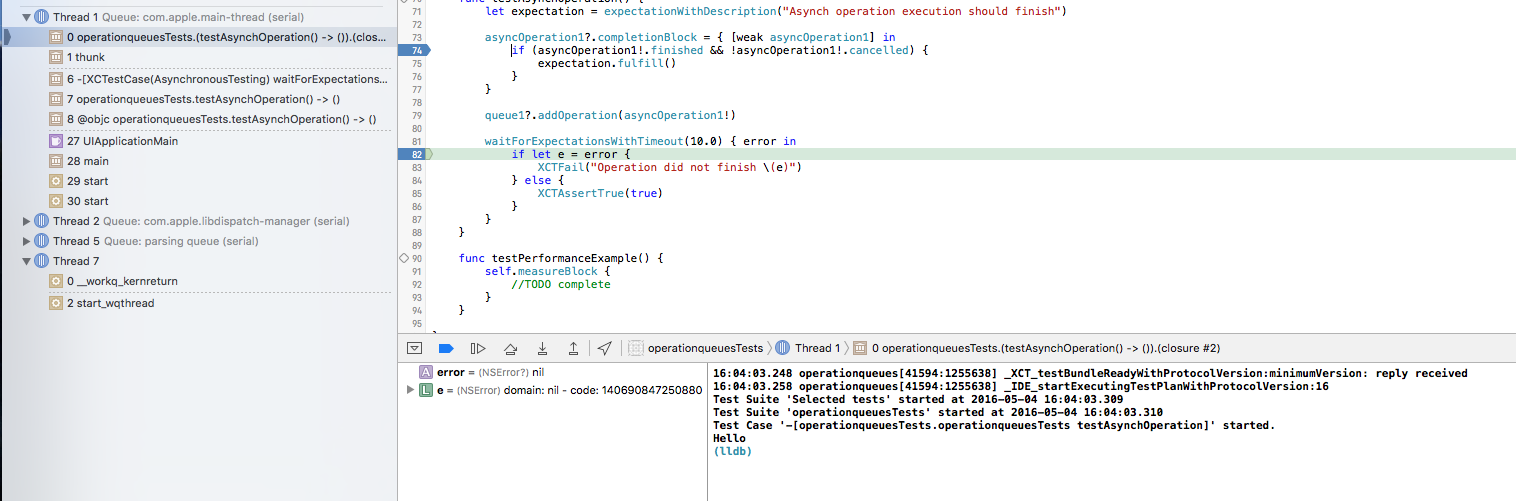 Thread 1 Queue: com.apple.main-thread (serial)
0 operationqueuesTests.(testAsynchOperation() -> ()).(clos...
1 thunk
6 -[XCTestCase(AsynchronousTesting) waitForExpectations...
7 operationqueuesTests.testAsynchOperation() -> ()
8 @objc operationqueuesTests.testAsynchOperation() -> ()
27 UIApplicationMain
28 main
29 start
30 start
Thread 2 Queue: com.apple.libdispatch-manager (serial)
Thread 5 Queue: parsing queue (serial)
Thread 7
0 __workq_kernreturn
2 start_wqthread
71 let expectation = expectationWithDescription("Asynch operation execution should finish")
72
73 asyncOperation1?.completionBlock = { [weak asyncOperation1] in
74 if (asyncOperation1!.finished && !asyncOperation1!.cancelled) {
75 expectation.fulfill()
76 }
77 }
78
79 queue1?.addOperation(asyncOperation1!)
80
81 waitForExpectationsWithTimeout(10.0) { error in
82 if let e = error {
83 XCTFail("Operation did not finish \(e)")
84 } else {
85 XCTAssertTrue(true)
86 }
87 }
88 }
89
90 func testPerformanceExample() {
91 self.measureBlock {
92 //TODO complete
93 }
94 }
95
operationqueuesTests Thread 1 0 operationqueuesTests.(testAsynchOperation() -> ()).(closure #2)
A error = (NSError?) nil
L e = (NSError) domain: nil - code: 140690847250880
16:04:03.248 operationqueues[41594:1255638] _XCT_testBundleReadyWithProtocolVersion:minimumVersion: reply received
16:04:03.258 operationqueues[41594:1255638] _IDE_startExecutingTestPlanWithProtocolVersion:16
Test Suite 'Selected tests' started at 2016-05-04 16:04:03.309
Test Suite 'operationqueuesTests' started at 2016-05-04 16:04:03.310
Test Case '-[operationqueuesTests.operationqueuesTests testAsynchOperation]' started.
Hello
(lldb)